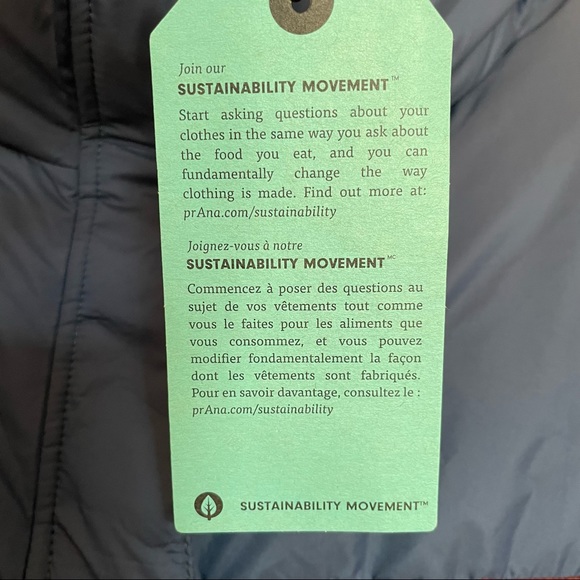 Join our
SUSTAINABILITY MOVEMENT™
Start asking questions about your
clothes in the same way you ask about
the food you eat, and you can
fundamentally change the way
clothing is made. Find out more at:
prAna.com/sustainability
Joignez-vous à notre
SUSTAINABILITY MOVEMENT MC
Commencez à poser des questions au
sujet de vos vêtements tout comme
vous le faites pour les aliments que
vous consommez, et vous pouvez
modifier fondamentalement la façon
dont les vêtements sont fabriqués.
Pour en savoir davantage, consultez le :
prAna.com/sustainability
SUSTAINABILITY MOVEMENT™